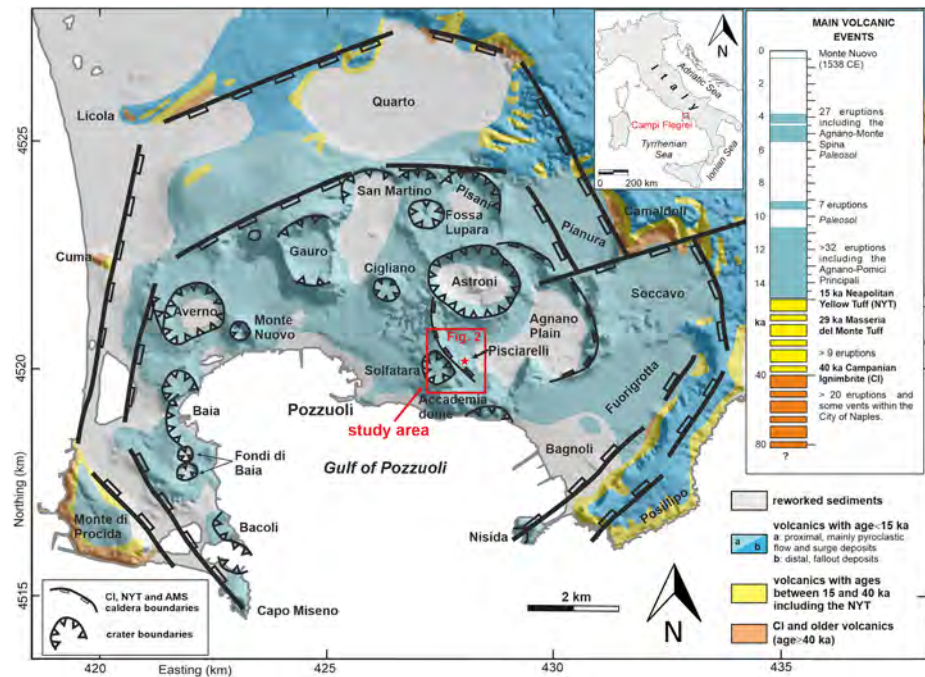 Licola
Quarto
4525
San Martino
Pisani
Fossa
Lupara
Pianura
Camaldoli
Cuma
Gauro
Cigliano
Astroni
Soccavo
Averno
Monte
Nuovo
Agnano
Plain
Fig. 2
Pisciarelli
Solfatara
4520
Accademia
dome
Fuorigrotta
Baia
Pozzuoli
study area
Bagnoli
Fondi di
Baia
Gulf of Pozzuoli
Posillipo
Monte di
Procida
Bacoli
Nisida
Northing (km)
4515
CI, NYT and AMS
caldera boundaries
crater boundaries
Capo Miseno
2 km
N
420
425
430
435
Easting (km)
N
Italy
Adriatic Sea
Campi Flegrei
Tyrrhenian
Sea
Ionian Sea
0 200 km
MAIN VOLCANIC
EVENTS
0
Monte Nuovo
(1538 CE)
2
4
27 eruptions
including the
Agnano-Monte
Spina
6
Paleosol
8
7 eruptions
10
Paleosol
12
>32 eruptions
including the
Agnano-Pomici
Principali
14
15 ka Neapolitan
Yellow Tuff (NYT)
ka
29 ka Masseria
del Monte Tuff
> 9 eruptions
40 ka Campanian
Ignimbrite (CI)
40
> 20 eruptions and
some vents within the
City of Naples.
80
?
reworked sediments
a b
volcanics with age<15 ka
a: proximal, mainly pyroclastic
flow and surge deposits
b: distal, fallout deposits
volcanics with ages
between 15 and 40 ka
including the NYT
CI and older volcanics
(age≥40 ka)